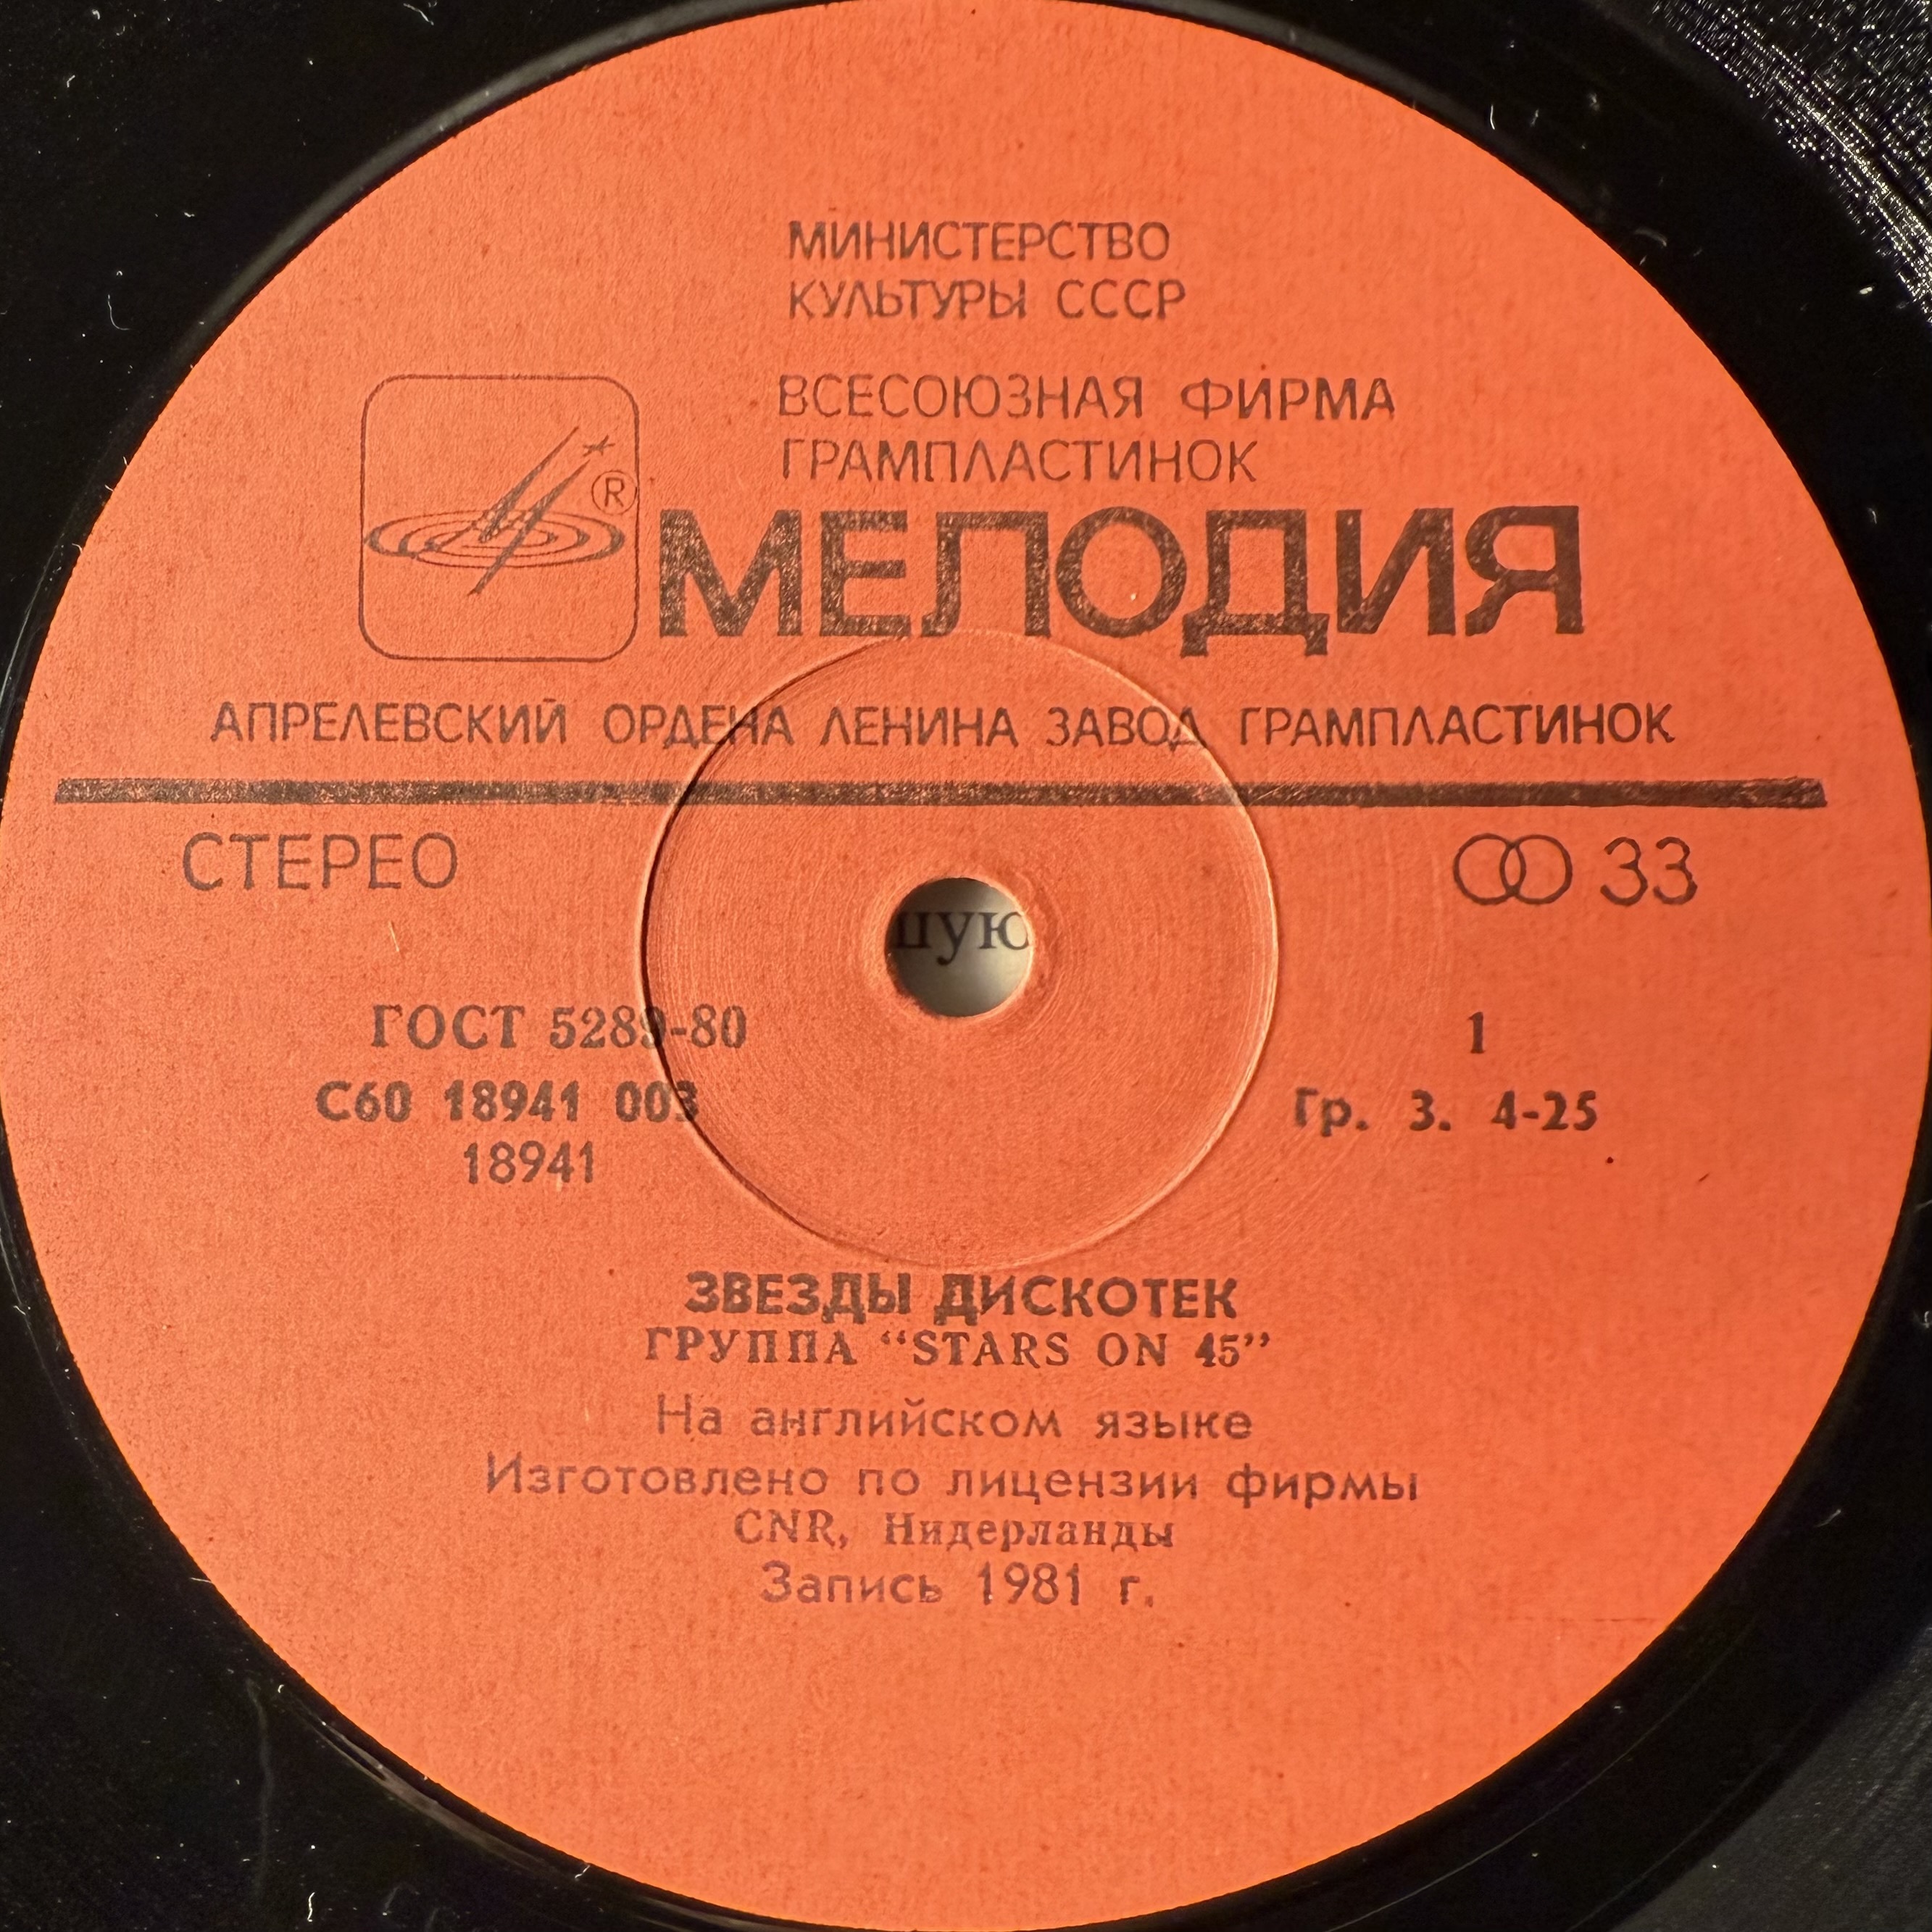 МИНИСТЕРСТВО
КУЛЬТУРЫ СССР
ВСЕСОЮЗНАЯ ФИРМА
ГРАМПЛАСТИНОК
®
МЕЛОДИЯ
АПРЕЛЕВСКИЙ ОРДЕНА ЛЕНИНА ЗАВОД ГРАМПЛАСТИНОК
СТЕРЕО 33
ГОСТ 5289-80 1
С60 18941 003 Гр. 3. 4-25
18941
ЗВЕЗДЫ ДИСКОТЕК
ГРУППА “STARS ON 45”
На английском языке
Изготовлено по лицензии фирмы
CNR, Нидерланды
Запись 1981 г.